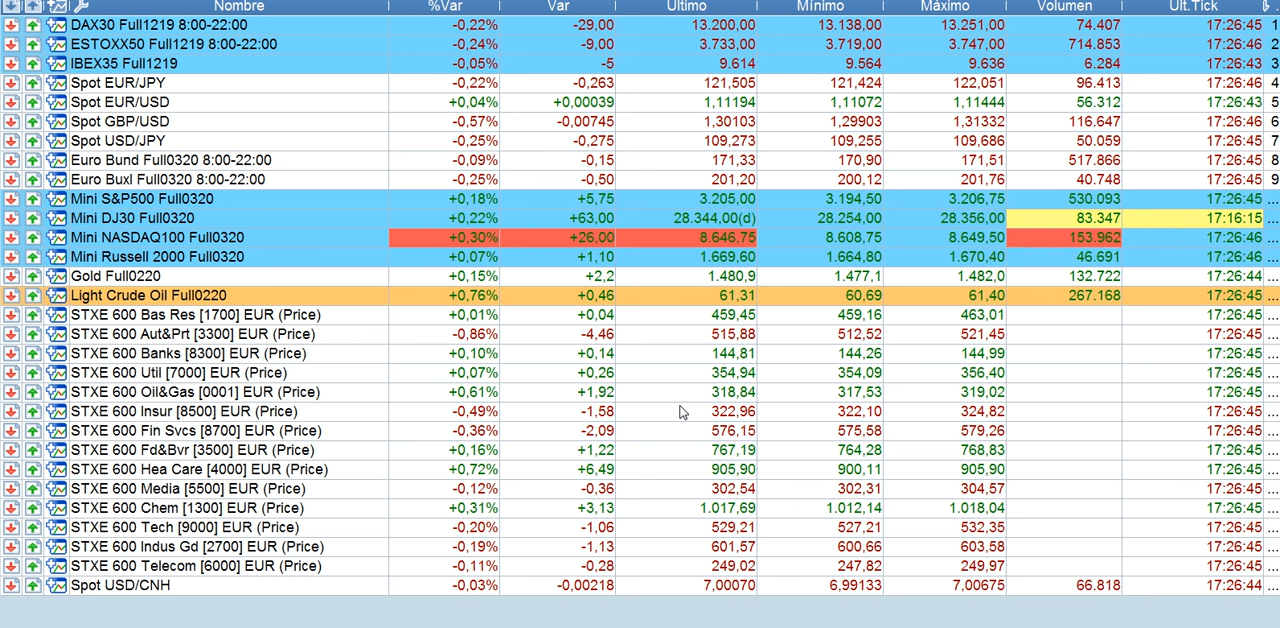 Nombre %Var Var Último Mínimo Máximo Volumen Últ.Tick
DAX30 Full1219 8:00-22:00 -0,22% -29,00 13.200,00 13.138,00 13.251,00 74.407 17:26:45 1
ESTOXX50 Full1219 8:00-22:00 -0,24% -9,00 3.733,00 3.719,00 3.747,00 714.853 17:26:46 2
IBEX35 Full1219 -0,05% -5 9.614 9.564 9.636 6.284 17:26:43 3
Spot EUR/JPY -0,22% -0,263 121,505 121,424 122,051 96.413 17:26:46 4
Spot EUR/USD +0,04% +0,00039 1,11194 1,11072 1,11444 56.312 17:26:43 5
Spot GBP/USD -0,57% -0,00745 1,30103 1,29903 1,31332 116.647 17:26:46 6
Spot USD/JPY -0,25% -0,275 109,273 109,255 109,686 50.059 17:26:45 7
Euro Bund Full0320 8:00-22:00 -0,09% -0,15 171,33 170,90 171,51 517.866 17:26:45 8
Euro Buxl Full0320 8:00-22:00 -0,25% -0,50 201,20 200,12 201,76 40.748 17:26:45 9
Mini S&P500 Full0320 +0,18% +5,75 3.205,00 3.194,50 3.206,75 530.093 17:26:46 ...
Mini DJ30 Full0320 +0,22% +63,00 28.344,00(d) 28.254,00 28.356,00 83.347 17:16:15 ...
Mini NASDAQ100 Full0320 +0,30% +26,00 8.646,75 8.608,75 8.649,50 153.962 17:26:46 ...
Mini Russell 2000 Full0320 +0,07% +1,10 1.669,60 1.664,80 1.670,40 46.691 17:26:46 ...
Gold Full0220 +0,15% +2,2 1.480,9 1.477,1 1.482,0 132.722 17:26:44 ...
Light Crude Oil Full0220 +0,76% +0,46 61,31 60,69 61,40 267.168 17:26:45 ...
STXE 600 Bas Res [1700] EUR (Price) +0,01% +0,04 459,45 459,16 463,01 17:26:45 ...
STXE 600 Aut&Prt [3300] EUR (Price) -0,86% -4,46 515,88 512,52 521,45 17:26:45 ...
STXE 600 Banks [8300] EUR (Price) +0,10% +0,14 144,81 144,26 144,99 17:26:45 ...
STXE 600 Util [7000] EUR (Price) +0,07% +0,26 354,94 354,09 356,40 17:26:45 ...
STXE 600 Oil&Gas [0001] EUR (Price) +0,61% +1,92 318,84 317,53 319,02 17:26:45 ...
STXE 600 Insur [8500] EUR (Price) -0,49% -1,58 322,96 322,10 324,82 17:26:45 ...
STXE 600 Fin Svcs [8700] EUR (Price) -0,36% -2,09 576,15 575,58 579,26 17:26:45 ...
STXE 600 Fd&Bvr [3500] EUR (Price) +0,16% +1,22 767,19 764,28 768,83 17:26:45 ...
STXE 600 Hea Care [4000] EUR (Price) +0,72% +6,49 905,90 900,11 905,90 17:26:45 ...
STXE 600 Media [5500] EUR (Price) -0,12% -0,36 302,54 302,31 304,57 17:26:45 ...
STXE 600 Chem [1300] EUR (Price) +0,31% +3,13 1.017,69 1.012,14 1.018,04 17:26:45 ...
STXE 600 Tech [9000] EUR (Price) -0,20% -1,06 529,21 527,21 532,35 17:26:45 ...
STXE 600 Indus Gd [2700] EUR (Price) -0,19% -1,13 601,57 600,66 603,58 17:26:45 ...
STXE 600 Telecom [6000] EUR (Price) -0,11% -0,28 249,02 247,82 249,97 17:26:45 ...
Spot USD/CNH -0,03% -0,00218 7,00070 6,99133 7,00675 66.818 17:26:44 ...